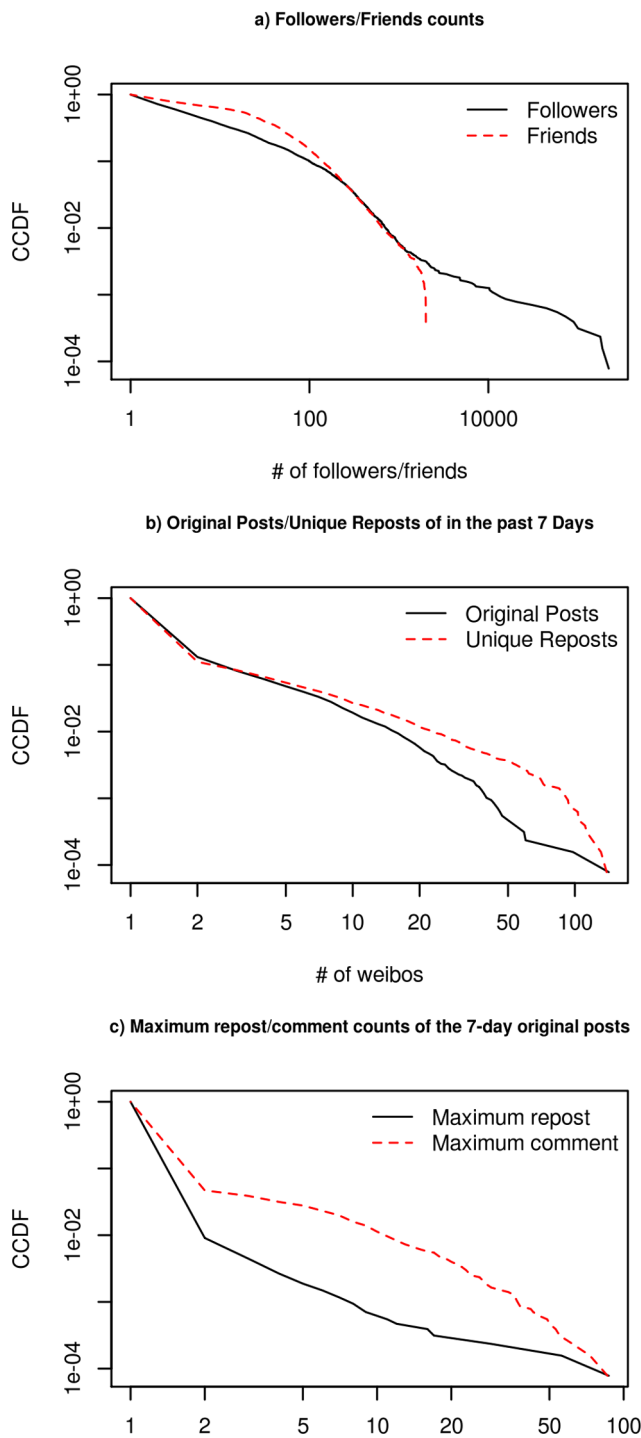 a) Followers/Friends counts
1e+00
Followers
Friends
CCDF
1e-02
1e-04
1 100 10000
# of followers/friends
b) Original Posts/Unique Reposts of in the past 7 Days
1e+00
Original Posts
Unique Reposts
CCDF
1e-02
1e-04
1 2 5 10 20 50 100
# of weibos
c) Maximum repost/comment counts of the 7-day original posts
1e+00
Maximum repost
Maximum comment
CCDF
1e-02
1e-04
1 2 5 10 20 50 100